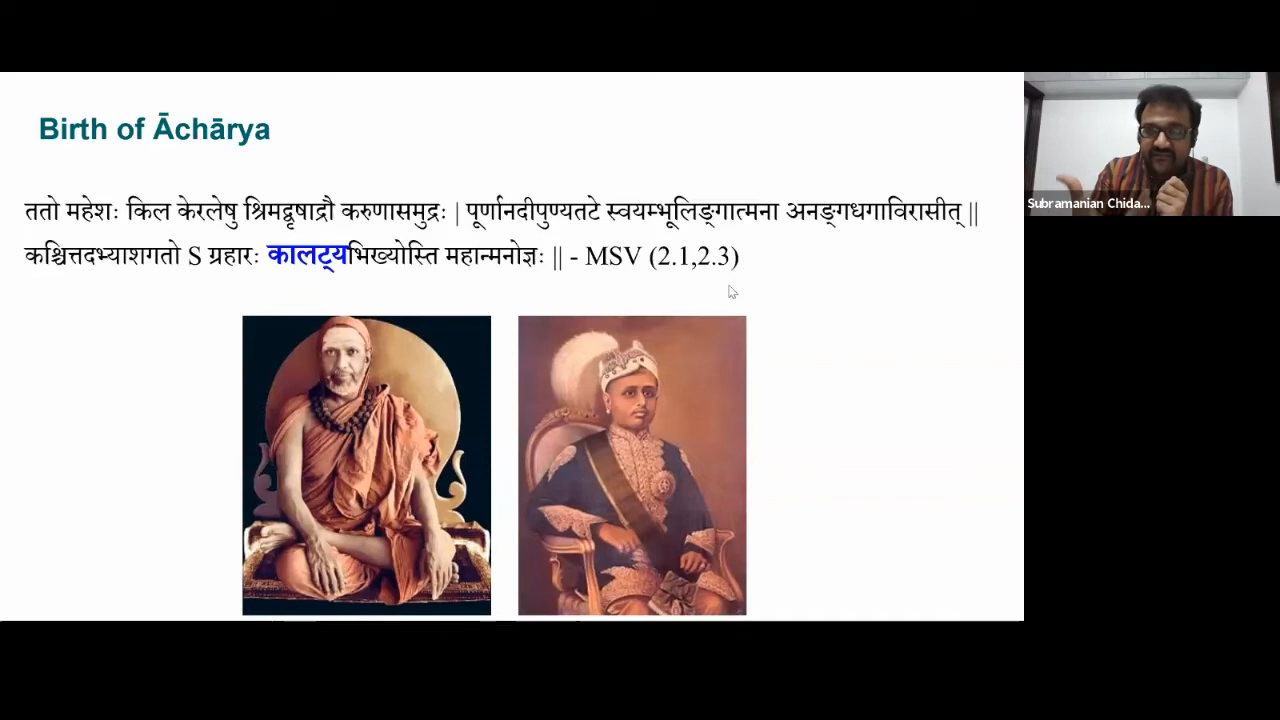 Birth of Āchārya
ततो महेशः किल केरलेषु श्रिमद्वृषाद्रौ करुणासमुद्रः | पूर्णानदीपुण्यतटे स्वयम्भूलिङ्गात्मना अनङ्गधगाविरासीत् ||
कश्चित्तदभ्याशगतो S ग्रहारः कालट्यभिख्योस्ति महान्मनोज्ञः || - MSV (2.1,2.3)
Subramanian Chida...